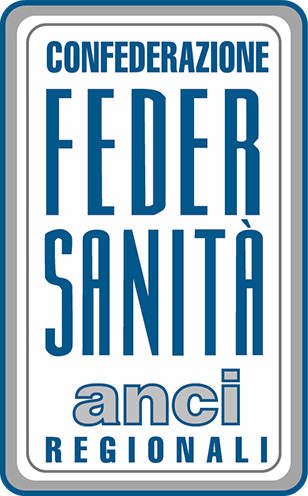 CONFEDERAZIONE
FEDER
SANITÀ
anci
REGIONALI